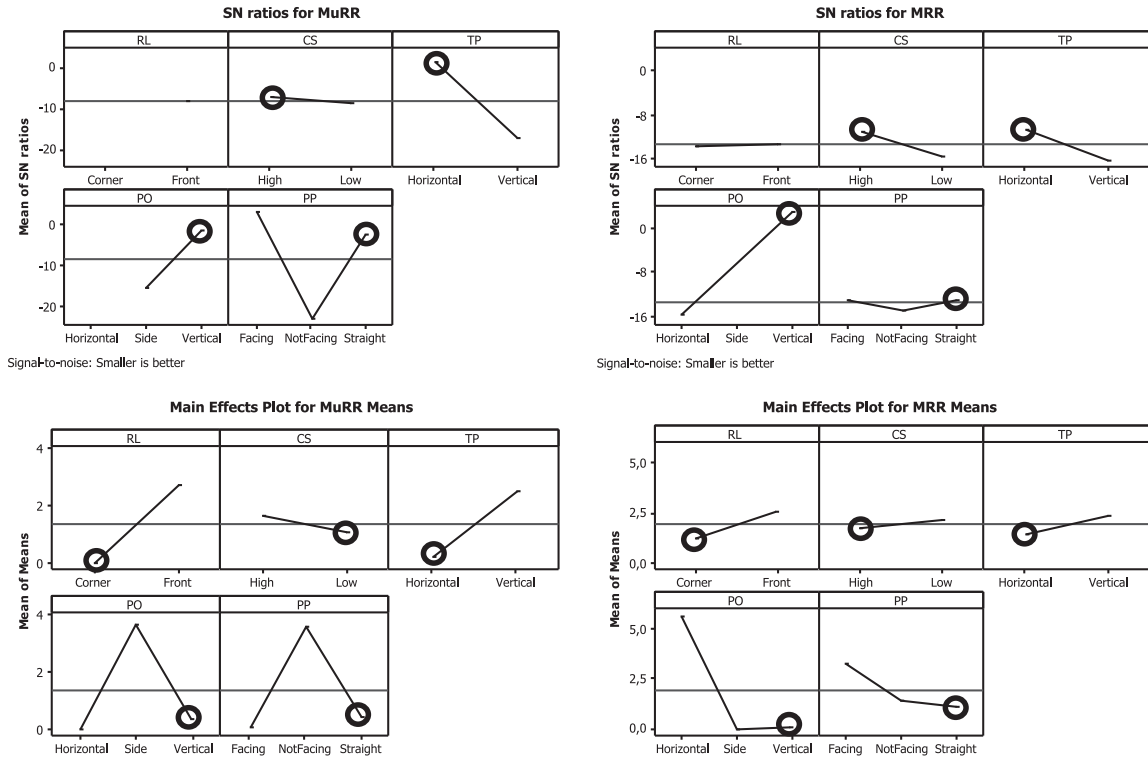 SN ratios for MuRR
RL CS TP
Mean of SN ratios
0
-10
-20
Corner Front High Low Horizontal Vertical
PO PP
0
-10
-20
Horizontal Side Vertical Facing NotFacing Straight
Signal-to-noise: Smaller is better
SN ratios for MRR
RL CS TP
Mean of SN ratios
0
-8
-16
Corner Front High Low Horizontal Vertical
PO PP
0
-8
-16
Horizontal Side Vertical Facing NotFacing Straight
Signal-to-noise: Smaller is better
Main Effects Plot for MuRR Means
RL CS TP
Mean of Means
4
2
0
Corner Front High Low Horizontal Vertical
PO PP
4
2
0
Horizontal Side Vertical Facing NotFacing Straight
Main Effects Plot for MRR Means
RL CS TP
Mean of Means
5,0
2,5
0,0
Corner Front High Low Horizontal Vertical
PO PP
5,0
2,5
0,0
Horizontal Side Vertical Facing NotFacing Straight